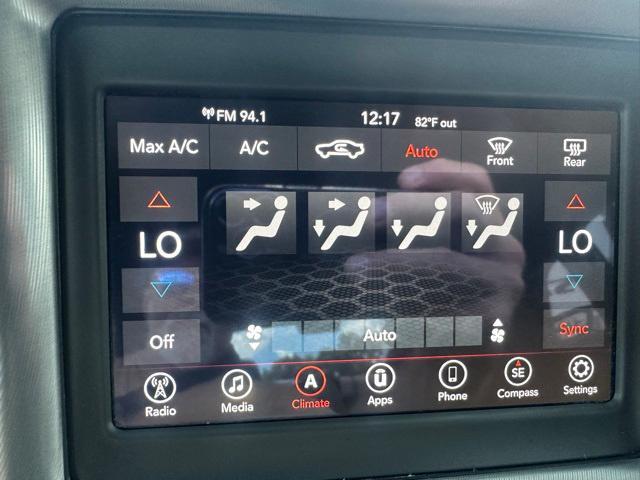 FM 94.1 12:17 82°F out
Max A/C A/C Auto Front Rear
LO LO
Off Auto Sync
Radio Media A Climate Apps Phone SE Compass Settings